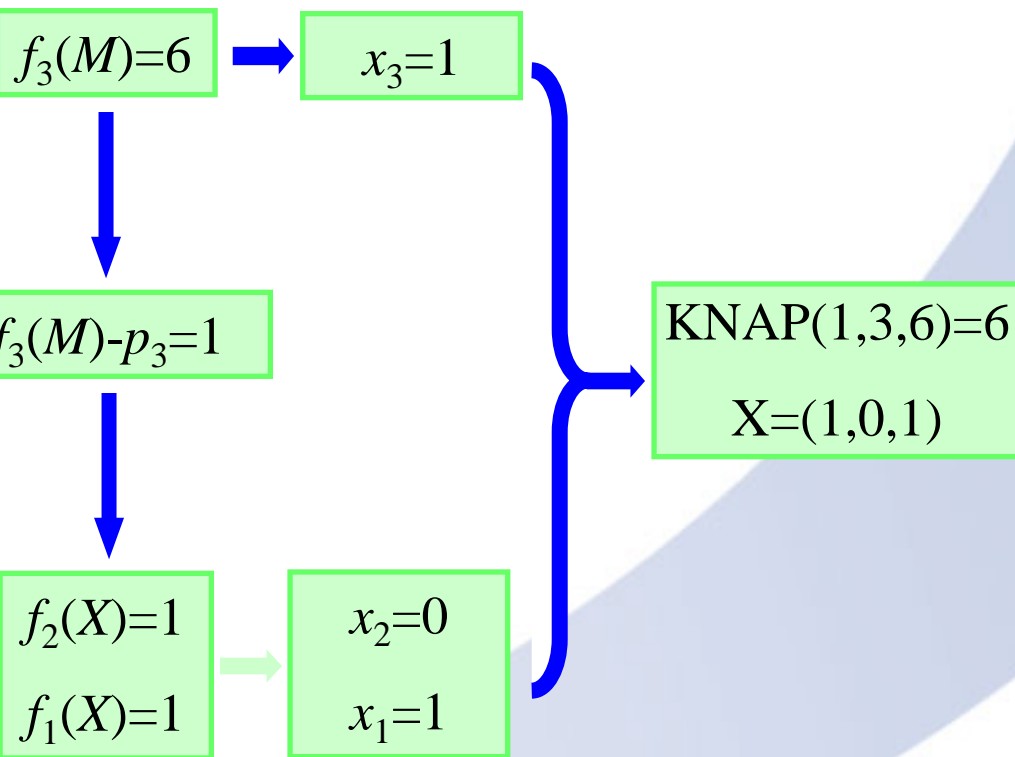 f₃(M)=6
x₃=1
f₃(M)-p₃=1
KNAP(1,3,6)=6
X=(1,0,1)
f₂(X)=1
f₁(X)=1
x₂=0
x₁=1